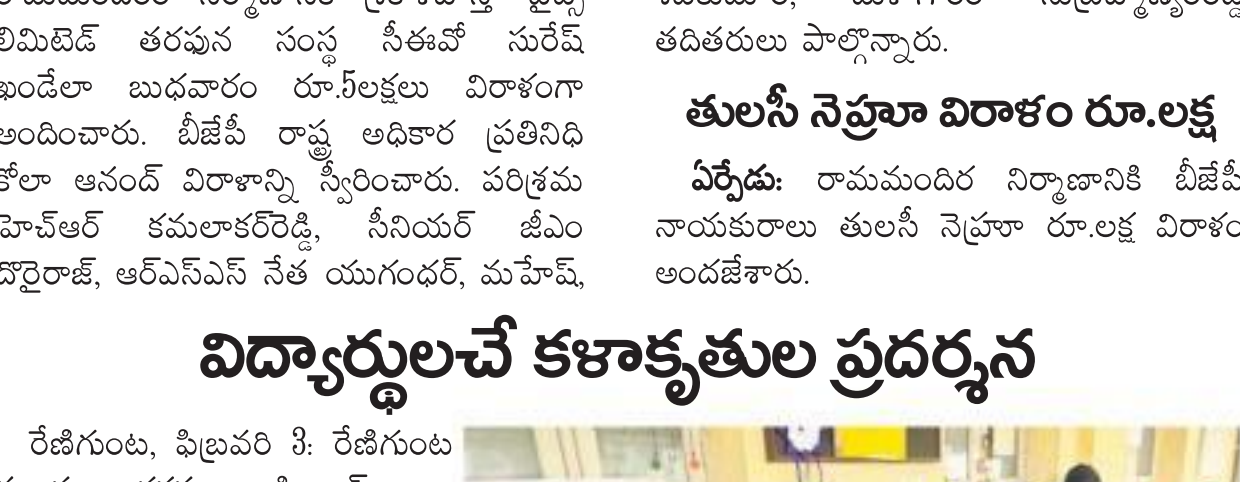 లిమిటెడ్ తరఫున సంస్థ సీఈవో సురేష్
ఖండేలా బుధవారం రూ.5లక్షలు విరాళంగా
అందించారు. బీజేపీ రాష్ట్ర అధికార ప్రతినిధి
కోలా ఆనంద్ విరాళాన్ని స్వీరించారు. పరిశ్రమ
హెచ్ఆర్ కమలాకర్‌రెడ్డి, సీనియర్ జీఎం
దొరైరాజ్, ఆర్ఎస్ఎస్ నేత యుగంధర్, మహేష్,
తదితరులు పాల్గొన్నారు.
తులసీ నెహ్రూ విరాళం రూ.లక్ష
ఏర్పేడు: రామమందిర నిర్మాణానికి బీజేపీ
నాయకురాలు తులసీ నెహ్రూ రూ.లక్ష విరాళం
అందజేశారు.
విద్యార్థులచే కళాకృతుల ప్రదర్శన
రేణిగుంట, ఫిబ్రవరి 3: రేణిగుంట